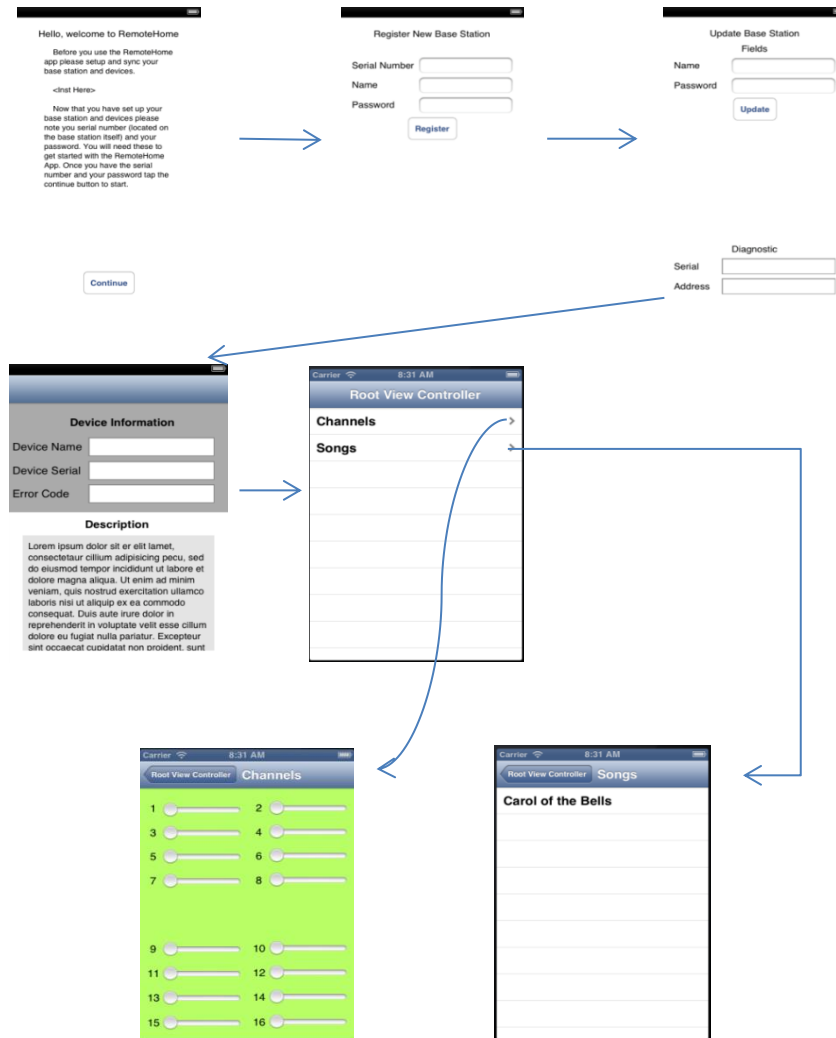 Hello, welcome to RemoteHome
Before you use the RemoteHome
app please setup and sync your
base station and devices.
<Inst Here>
Now that you have set up your
base station and devices please
note you serial number (located on
the base station itself) and your
password. You will need these to
get started with the RemoteHome
App. Once you have the serial
number and your password tap the
continue button to start.
Continue
Register New Base Station
Serial Number
Name
Password
Register
Update Base Station
Fields
Name
Password
Update
Diagnostic
Serial
Address
Device Information
Device Name
Device Serial
Error Code
Description
Lorem ipsum dolor sit er elit lamet,
consectetaur cillium adipisicing pecu, sed
do eiusmod tempor incididunt ut labore et
dolore magna aliqua. Ut enim ad minim
veniam, quis nostrud exercitation ullamco
laboris nisi ut aliquip ex ea commodo
consequat. Duis aute irure dolor in
reprehenderit in voluptate velit esse cillum
dolore eu fugiat nulla pariatur. Excepteur
sint occaecat cupidatat non proident, sunt
Carrier 8:31 AM
Root View Controller
Channels
Songs
Carrier 8:31 AM
Root View Controller Channels
1 2
3 4
5 6
7 8
9 10
11 12
13 14
15 16
Carrier 8:31 AM
Root View Controller Songs
Carol of the Bells